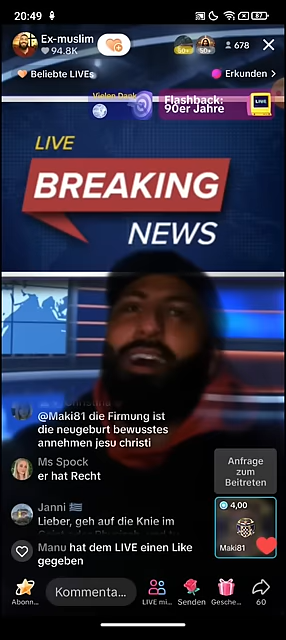 20:49
87
Ex-muslim
94.8K
50+
50+
678
Beliebte LIVEs
Erkunden >
Vielen Dank
Flashback:
90er Jahre
LIVE
LIVE
BREAKING
NEWS
@Maki81 die Firmung ist
die neugeburt bewusstes
annehmen jesu christi
Ms Spock
er hat Recht
Janni 🇬🇷
Lieber, geh auf die Knie im
Manu hat dem LIVE einen Like
gegeben
Anfrage
zum
Beitreten
4,00
Maki81
Kommenta...
Abonn...
LIVE mi...
Senden
Gesche...
60